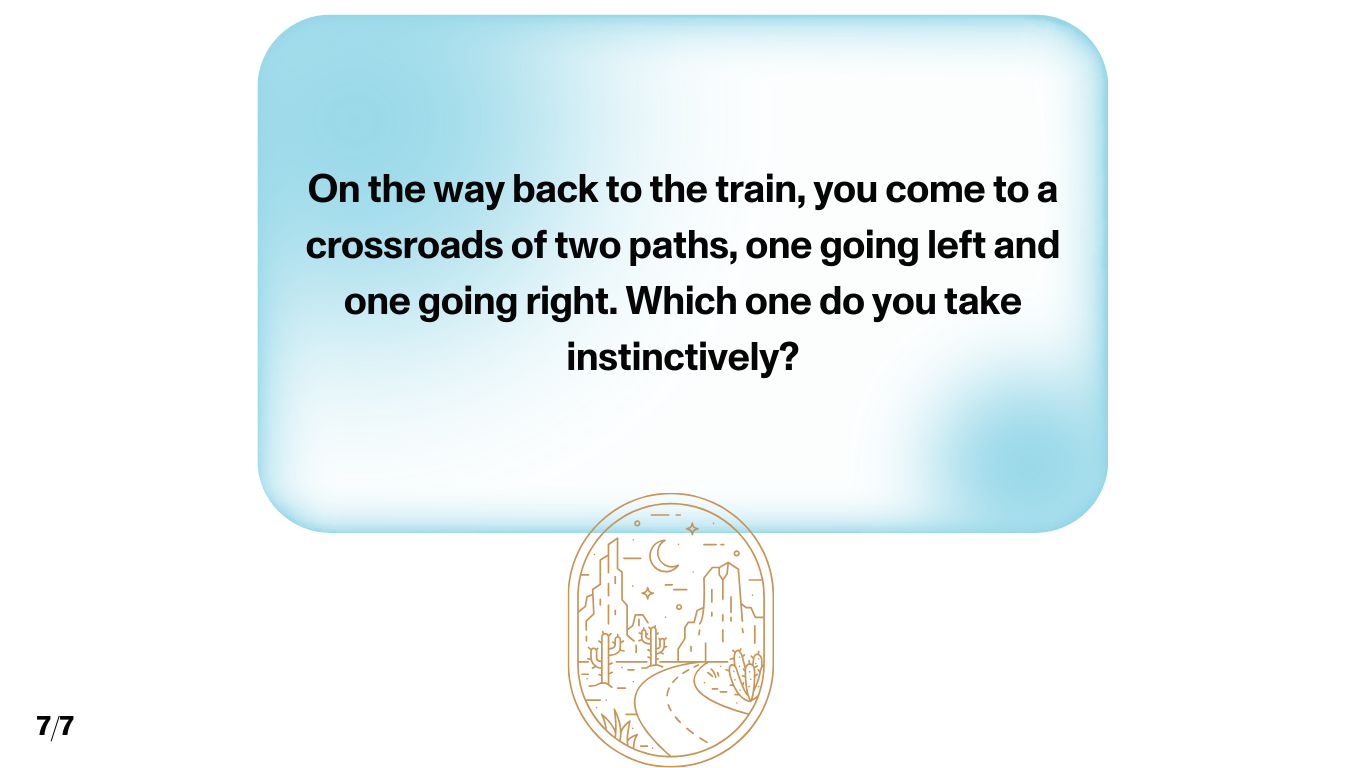 On the way back to the train, you come to a
crossroads of two paths, one going left and
one going right. Which one do you take
instinctively?
7/7